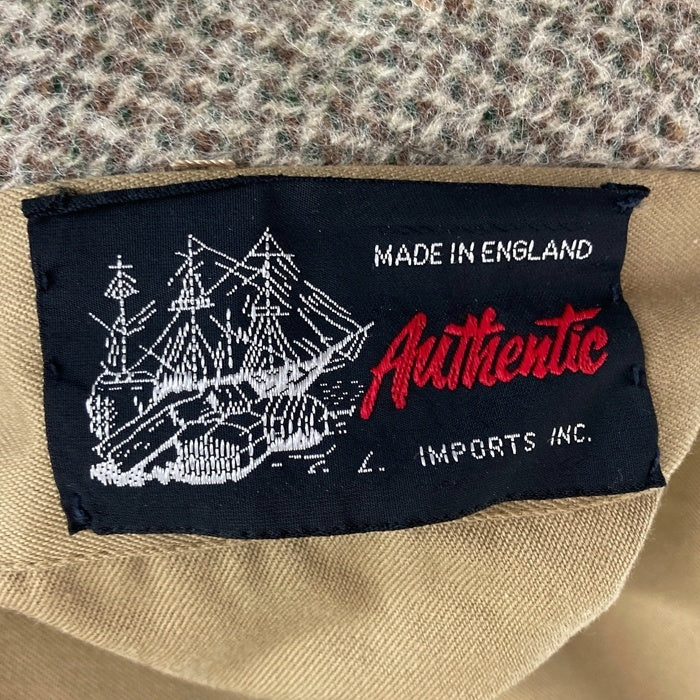 MADE IN ENGLAND
Authentic
IMPORTS INC.